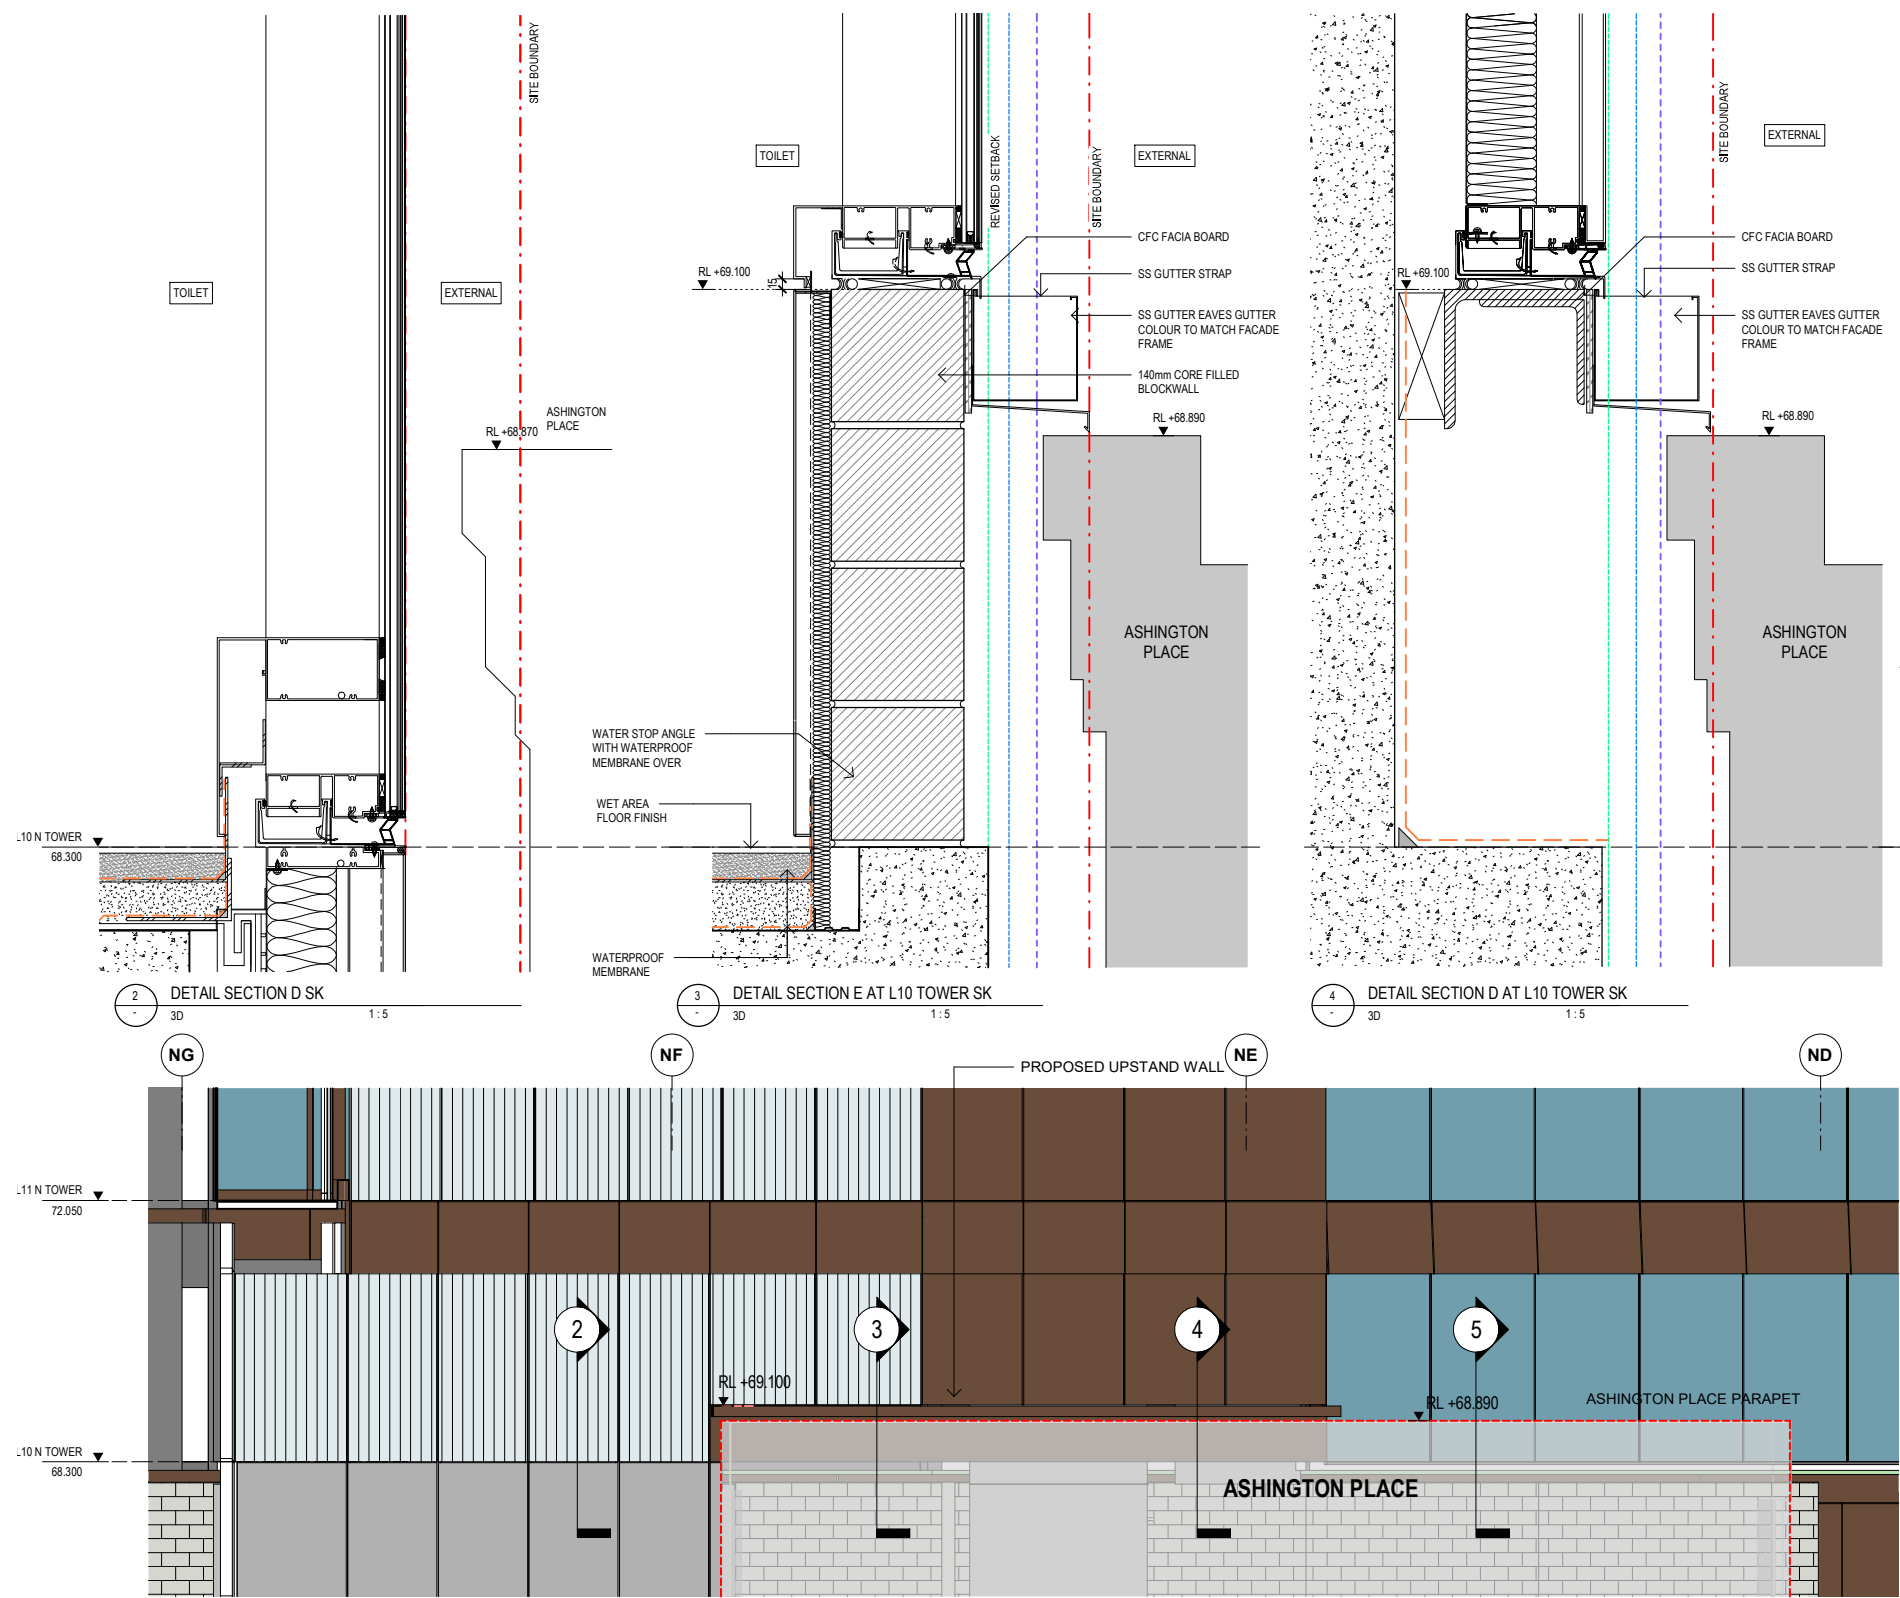 SITE BOUNDARY
TOILET
EXTERNAL
ASHINGTON
PLACE
RL +68.870
L10 N TOWER
68.300
2
-
DETAIL SECTION D SK
3D
1 : 5
TOILET
REVISED SETBACK
SITE BOUNDARY
EXTERNAL
RL +69.100
15
CFC FACIA BOARD
SS GUTTER STRAP
SS GUTTER EAVES GUTTER
COLOUR TO MATCH FACADE
FRAME
140mm CORE FILLED
BLOCKWALL
RL +68.890
ASHINGTON
PLACE
WATER STOP ANGLE
WITH WATERPROOF
MEMBRANE OVER
WET AREA
FLOOR FINISH
WATERPROOF
MEMBRANE
3
-
DETAIL SECTION E AT L10 TOWER SK
3D
1 : 5
SITE BOUNDARY
EXTERNAL
RL +69.100
CFC FACIA BOARD
SS GUTTER STRAP
SS GUTTER EAVES GUTTER
COLOUR TO MATCH FACADE
FRAME
RL +68.890
ASHINGTON
PLACE
4
-
DETAIL SECTION D AT L10 TOWER SK
3D
1 : 5
NG
NF
PROPOSED UPSTAND WALL
NE
ND
L11 N TOWER
72.050
2
3
4
5
RL +69.100
RL +68.890
ASHINGTON PLACE PARAPET
L10 N TOWER
68.300
ASHINGTON PLACE